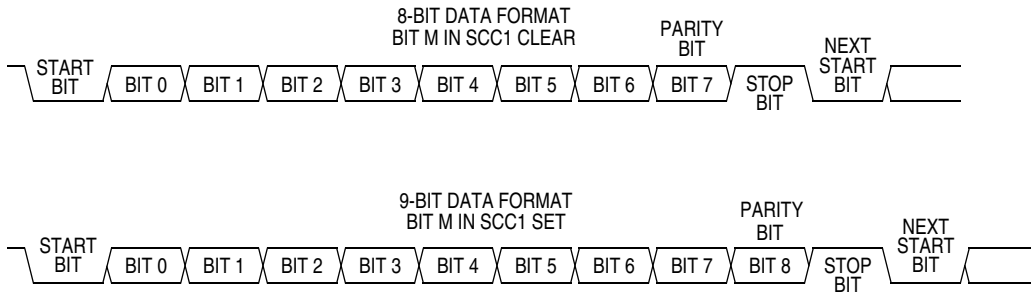 8-BIT DATA FORMAT
BIT M IN SCC1 CLEAR
PARITY
BIT
START
BIT
BIT 0
BIT 1
BIT 2
BIT 3
BIT 4
BIT 5
BIT 6
BIT 7
STOP
BIT
NEXT
START
BIT
9-BIT DATA FORMAT
BIT M IN SCC1 SET
PARITY
BIT
START
BIT
BIT 0
BIT 1
BIT 2
BIT 3
BIT 4
BIT 5
BIT 6
BIT 7
BIT 8
STOP
BIT
NEXT
START
BIT